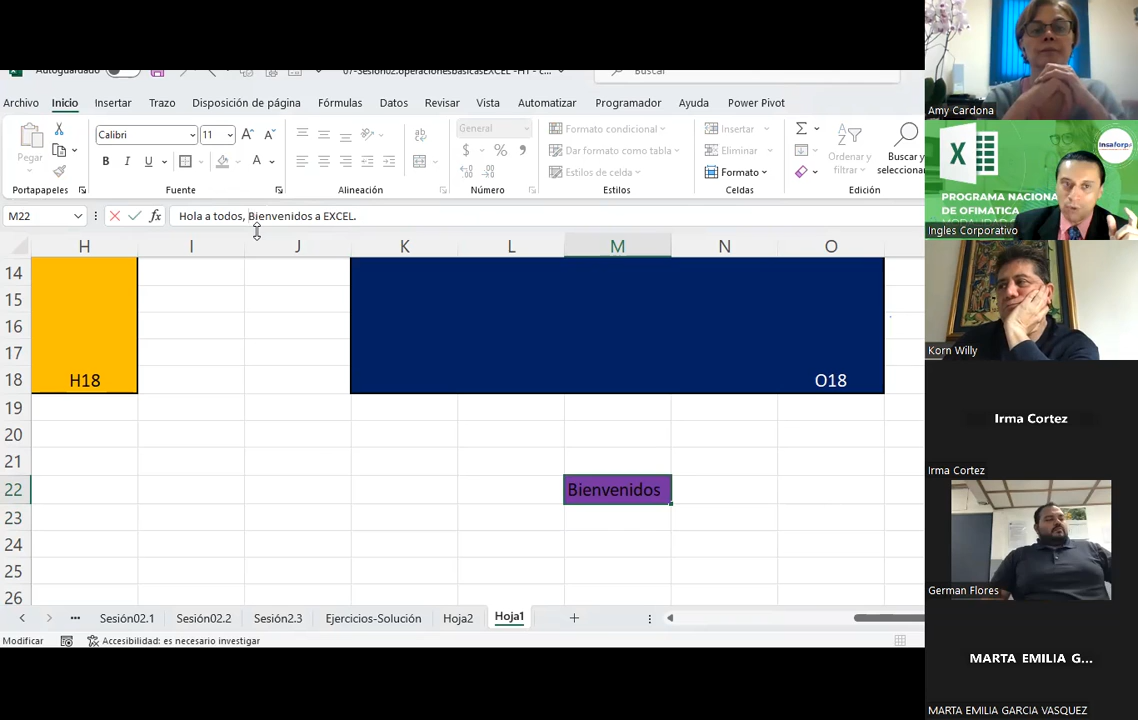 Autoguardado
07-Sesión02.operacionesbasicasEXCEL -H1 - c...
Buscar
Archivo Inicio Insertar Trazo Disposición de página Fórmulas Datos Revisar Vista Automatizar Programador Ayuda Power Pivot
Pegar
Calibri 11
General
Formato condicional
Dar formato como tabla
Estilos de celda
Insertar
Eliminar
Formato
Ordenar y
filtrar
Buscar y
seleccionar
Portapapeles Fuente Alineación Número Estilos Celdas Edición
M22 fx Hola a todos, Bienvenidos a EXCEL.
H I J K L M N O
14
15
16
17
18 H18 O18
19
20
21
22 Bienvenidos
23
24
25
26
Sesión02.1 Sesión02.2 Sesión2.3 Ejercicios-Solución Hoja2 Hoja1
Modificar Accesibilidad: es necesario investigar
Amy Cardona
insaforp
PROGRAMA NACIONA
DE OFIMATICA
Ingles Corporativo
Korn Willy
Irma Cortez
Irma Cortez
German Flores
MARTA EMILIA G...
MARTA EMILIA GARCIA VASQUEZ